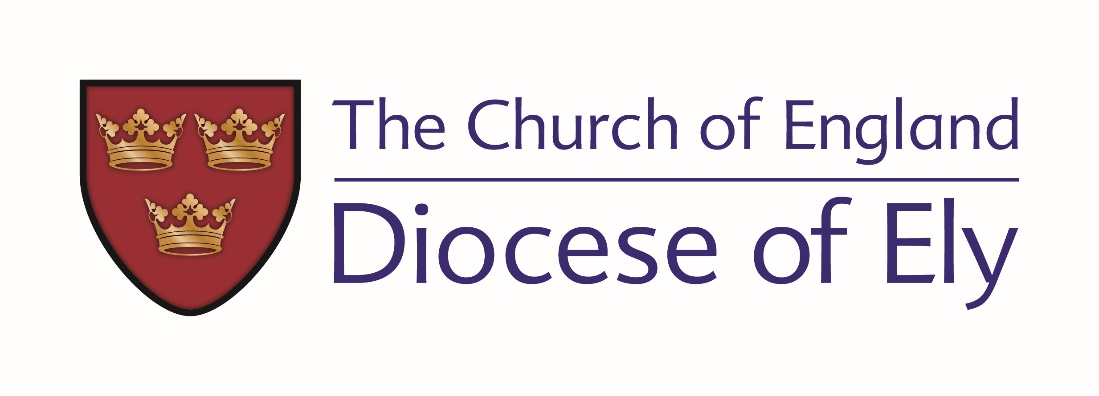 The Church of England
Diocese of Ely